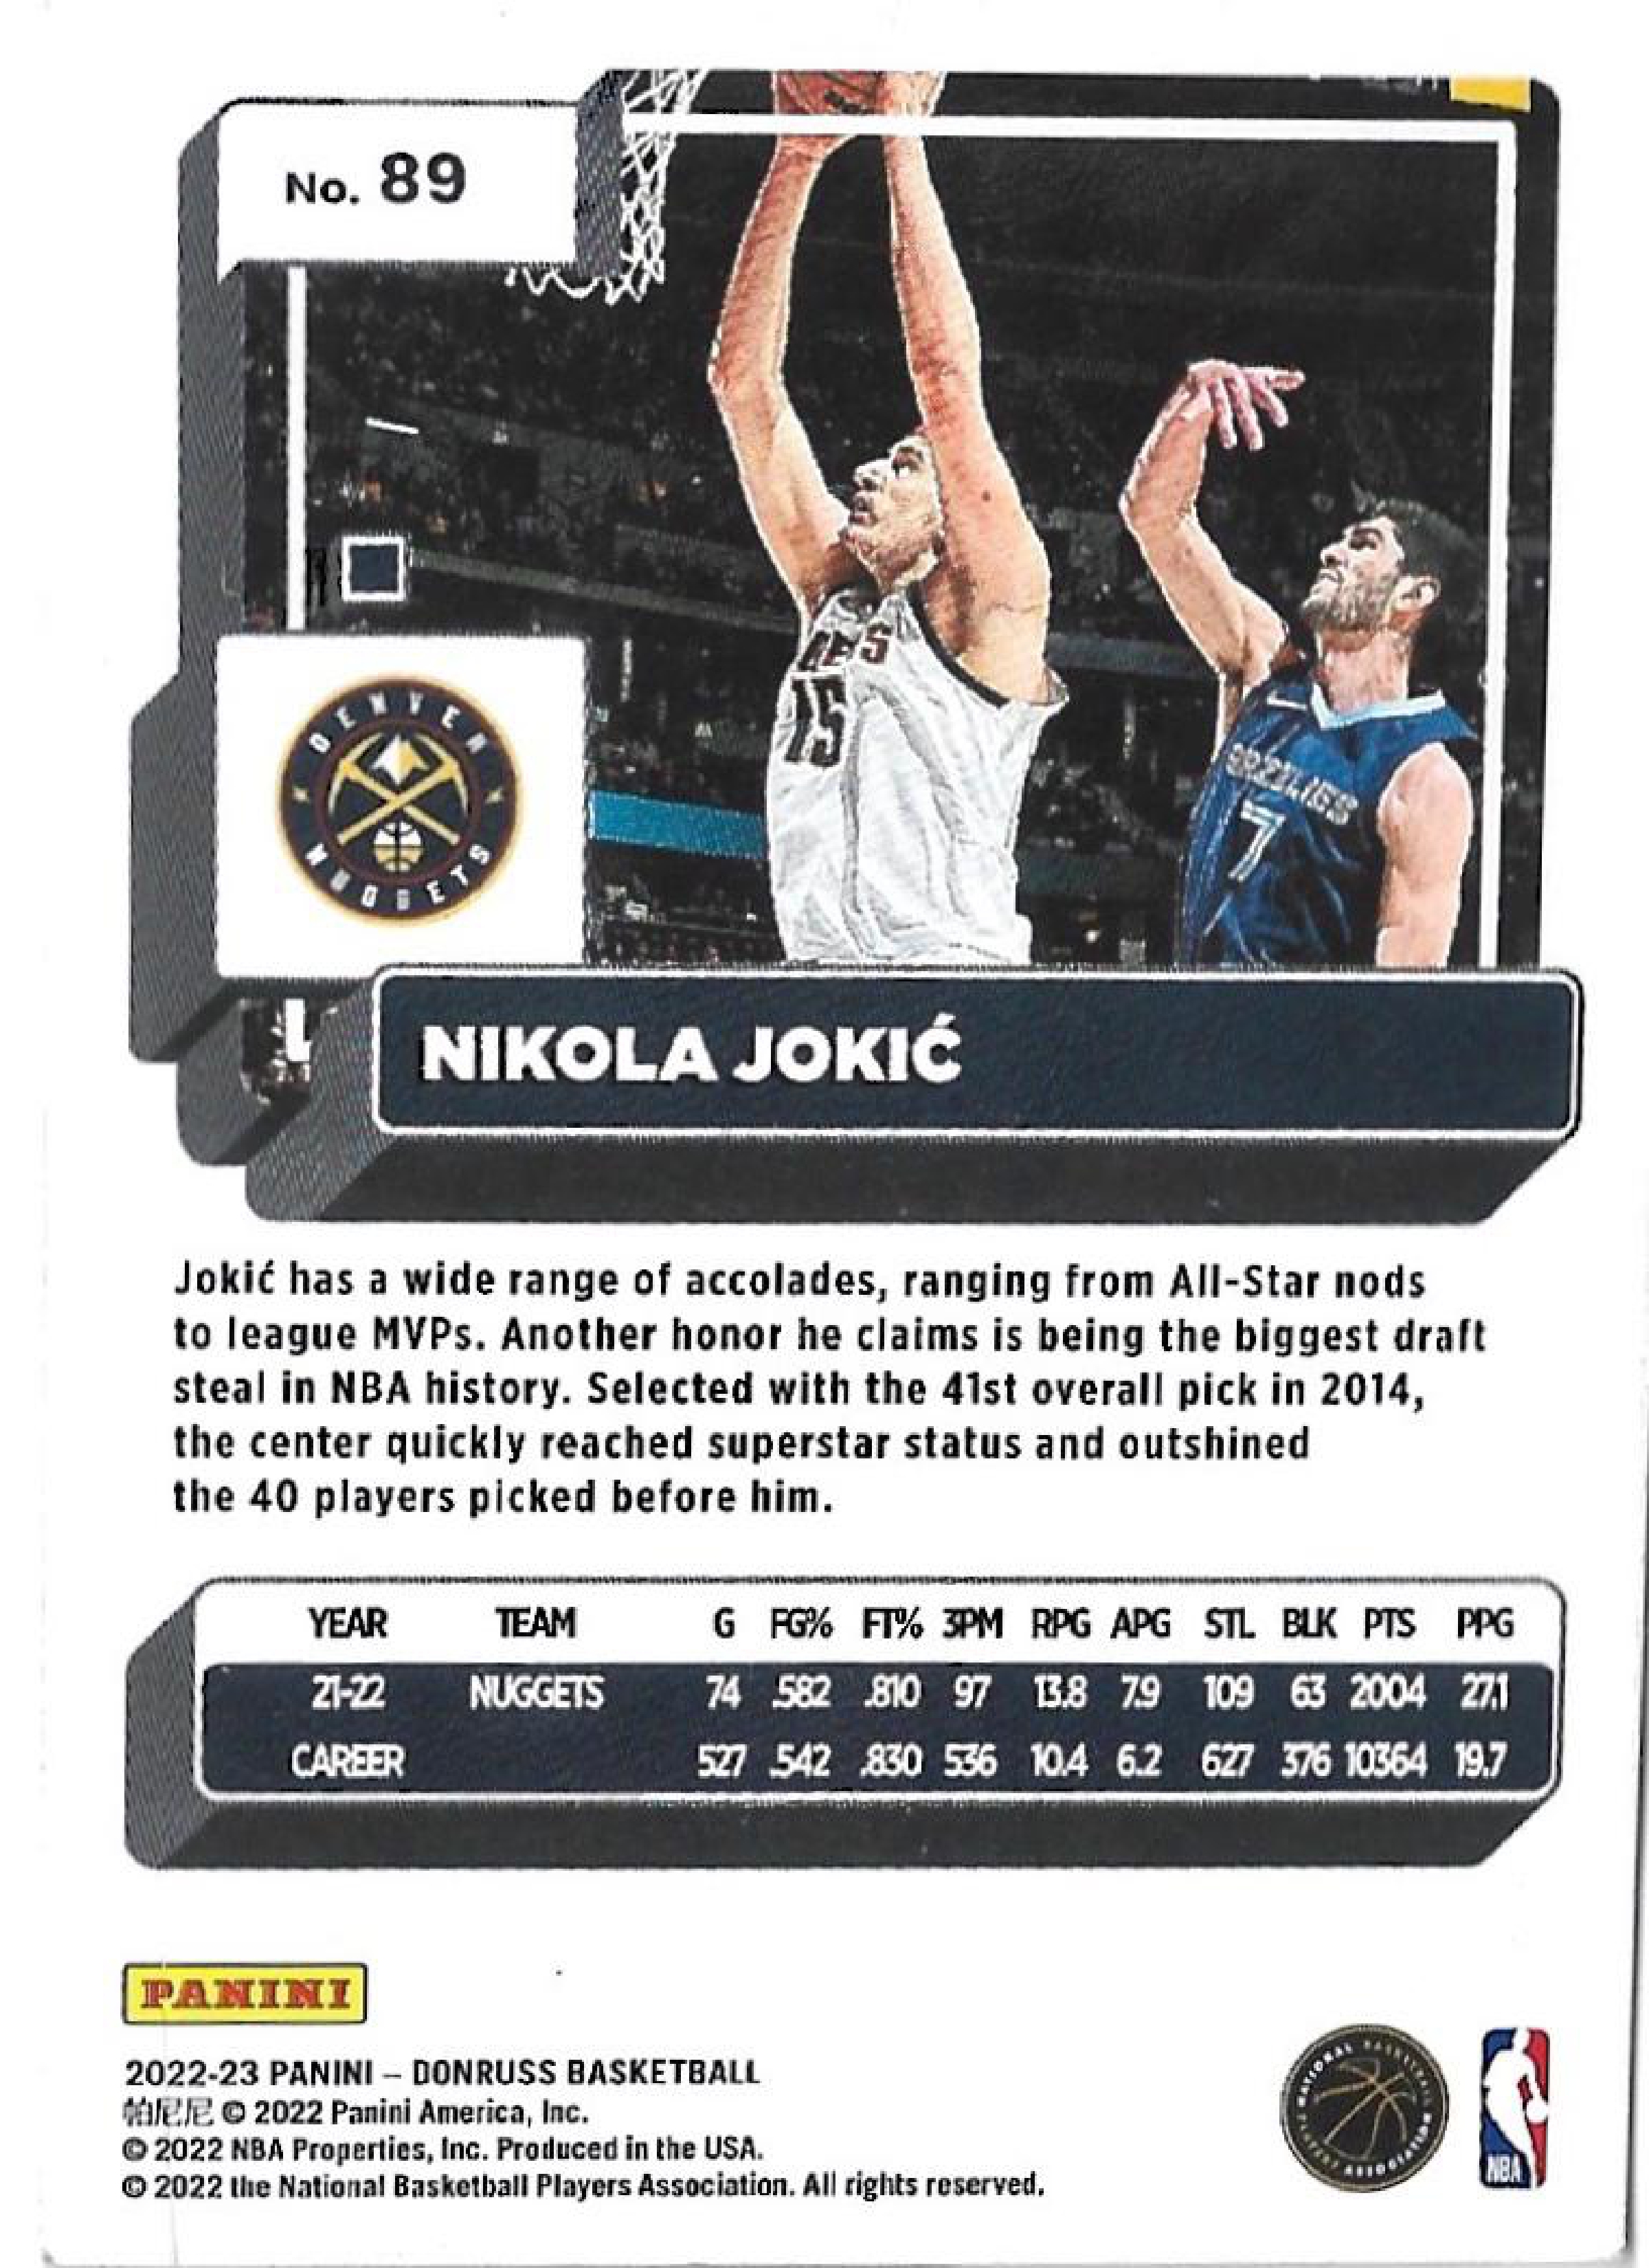 No. 89
15
GRIZZLIES
7
DENVER
NUGGETS
NIKOLA JOKIĆ
Jokić has a wide range of accolades, ranging from All-Star nods
to league MVPs. Another honor he claims is being the biggest draft
steal in NBA history. Selected with the 41st overall pick in 2014,
the center quickly reached superstar status and outshined
the 40 players picked before him.
YEAR TEAM G FG% FT% 3PM RPG APG STL BLK PTS PPG
21-22 NUGGETS 74 .582 .810 97 13.8 7.9 109 63 2004 27.1
CAREER 527 .542 .830 536 10.4 6.2 627 376 10364 19.7
PANINI
2022-23 PANINI – DONRUSS BASKETBALL
帕尼尼 © 2022 Panini America, Inc.
© 2022 NBA Properties, Inc. Produced in the USA.
© 2022 the National Basketball Players Association. All rights reserved.
NATIONAL BASKETBALL
PLAYERS ASSOCIATION
NBA